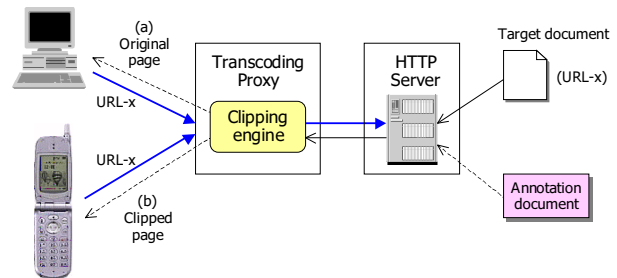 (a)
Original
page
URL-x
URL-x
(b)
Clipped
page
Transcoding
Proxy
Clipping
engine
HTTP
Server
Target document
(URL-x)
Annotation
document